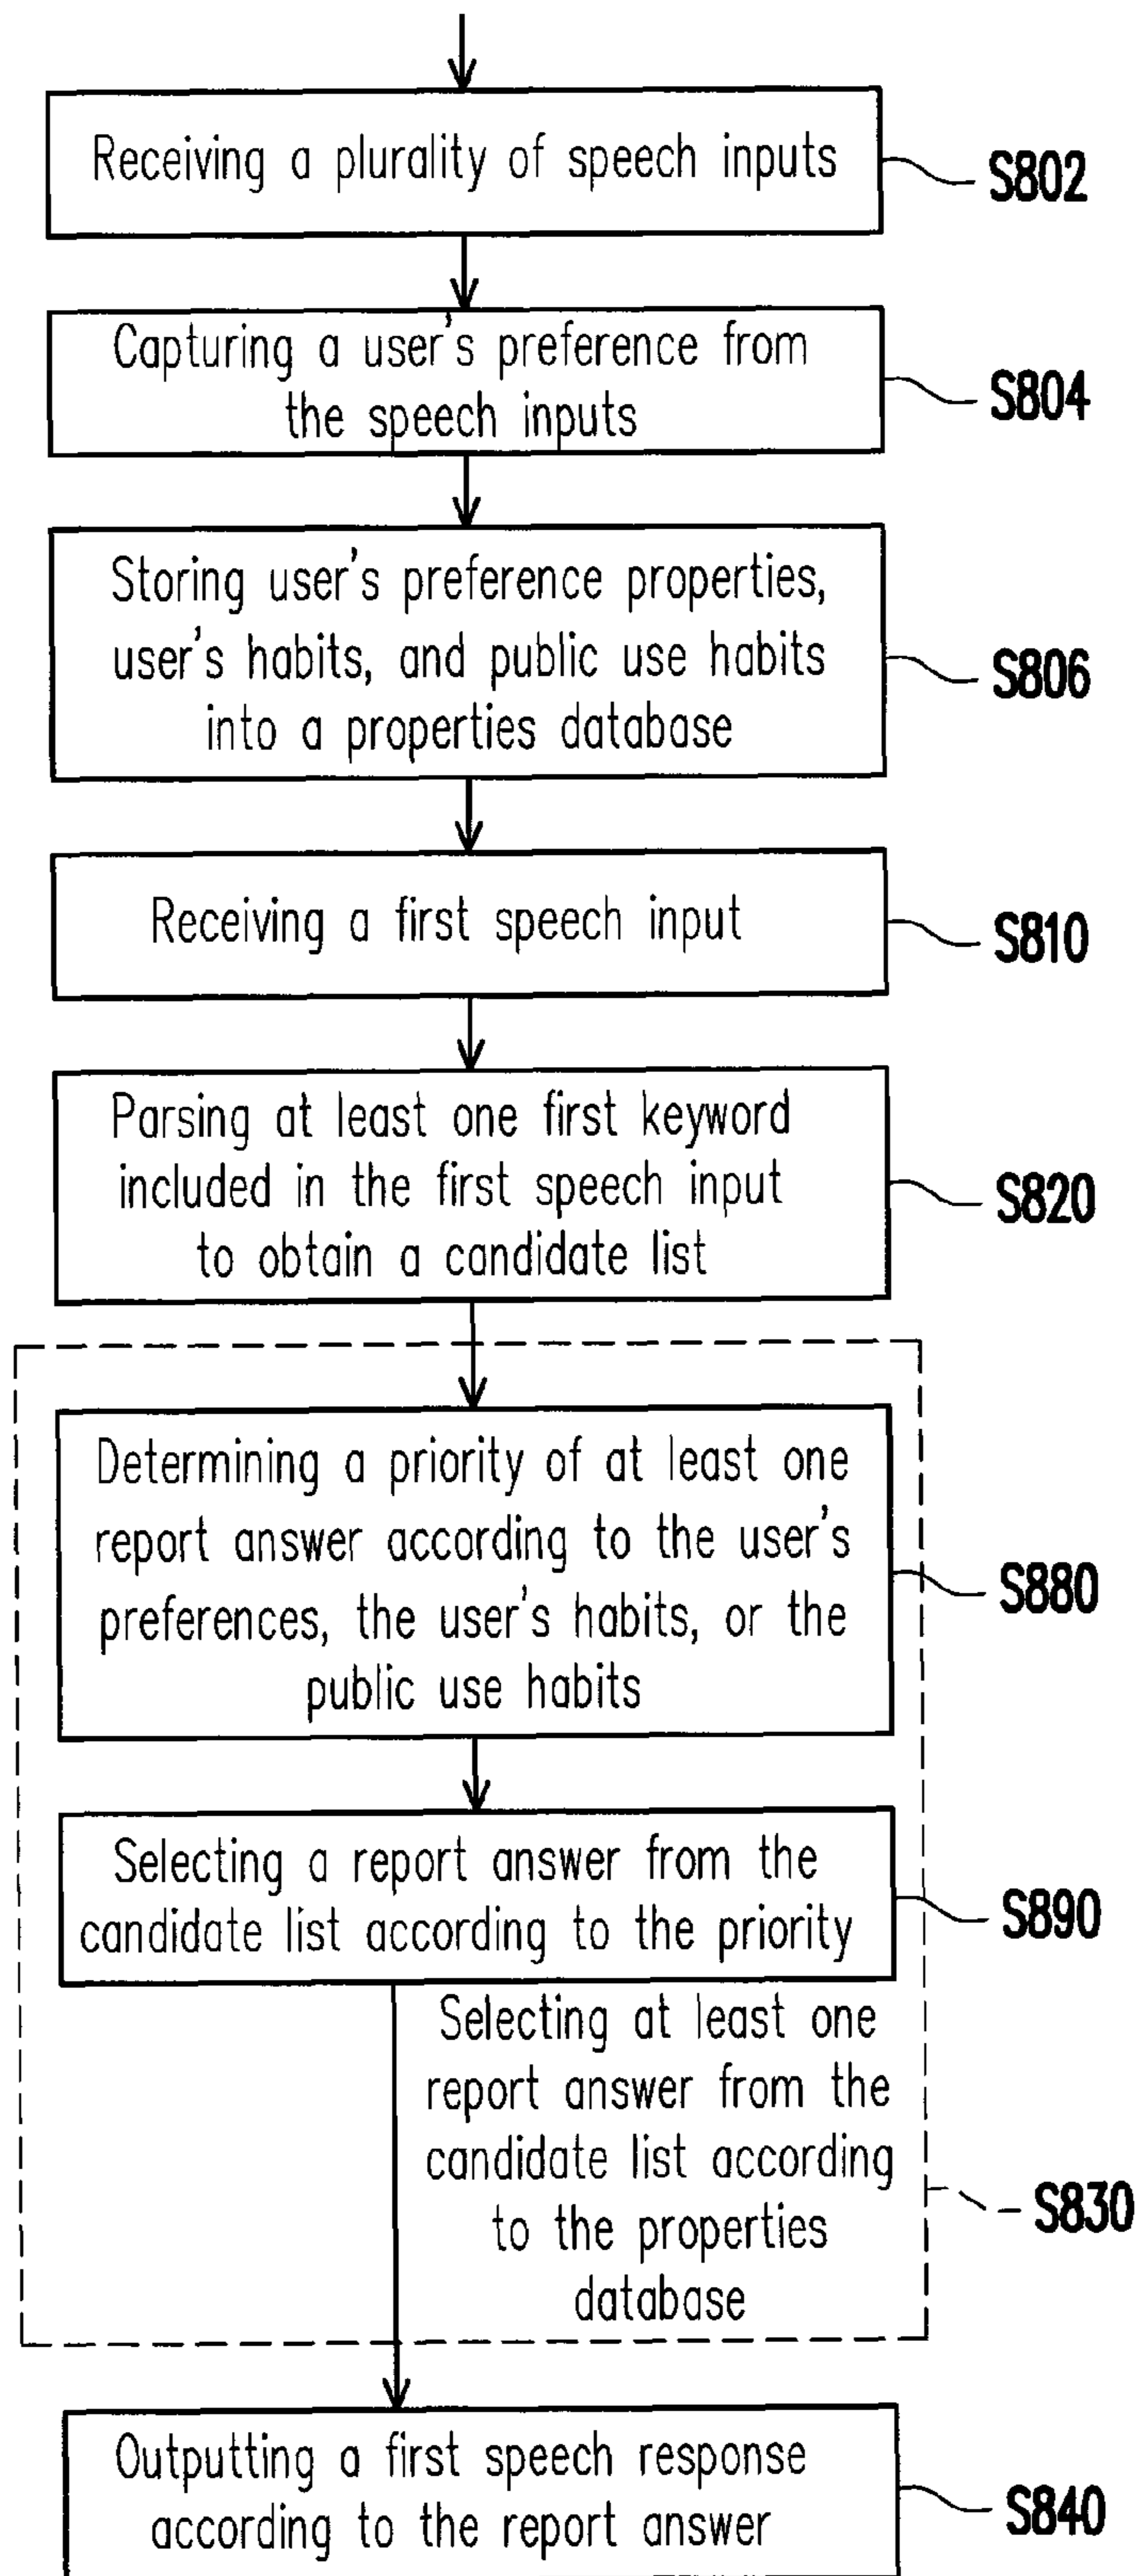 Receiving a plurality of speech inputs
S802
Capturing a user's preference from
the speech inputs
S804
Storing user's preference properties,
user's habits, and public use habits
into a properties database
S806
Receiving a first speech input
S810
Parsing at least one first keyword
included in the first speech input
to obtain a candidate list
S820
Determining a priority of at least one
report answer according to the user's
preferences, the user's habits, or the
public use habits
S880
Selecting a report answer from the
candidate list according to the priority
S890
Selecting at least one
report answer from the
candidate list according
to the properties
database
S830
Outputting a first speech response
according to the report answer
S840